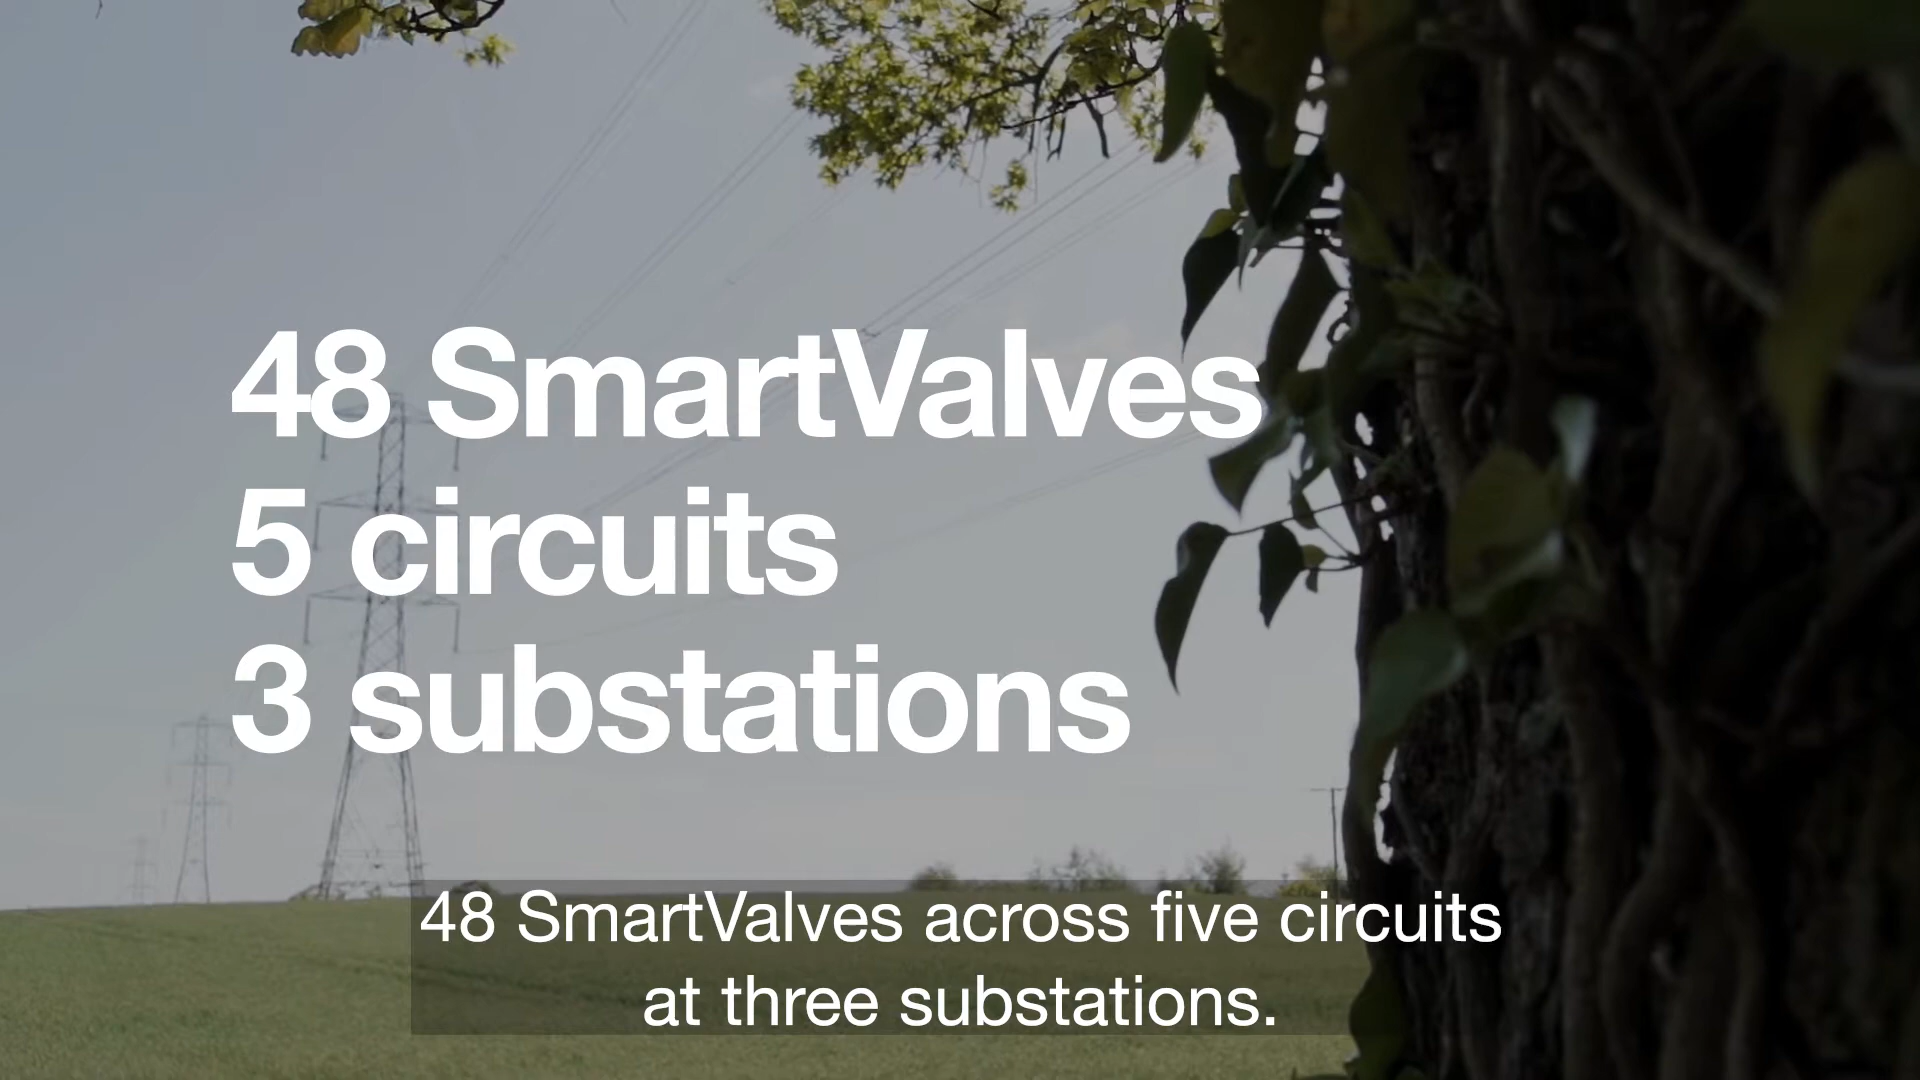 48 SmartValves
5 circuits
3 substations
48 SmartValves across five circuits
at three substations.